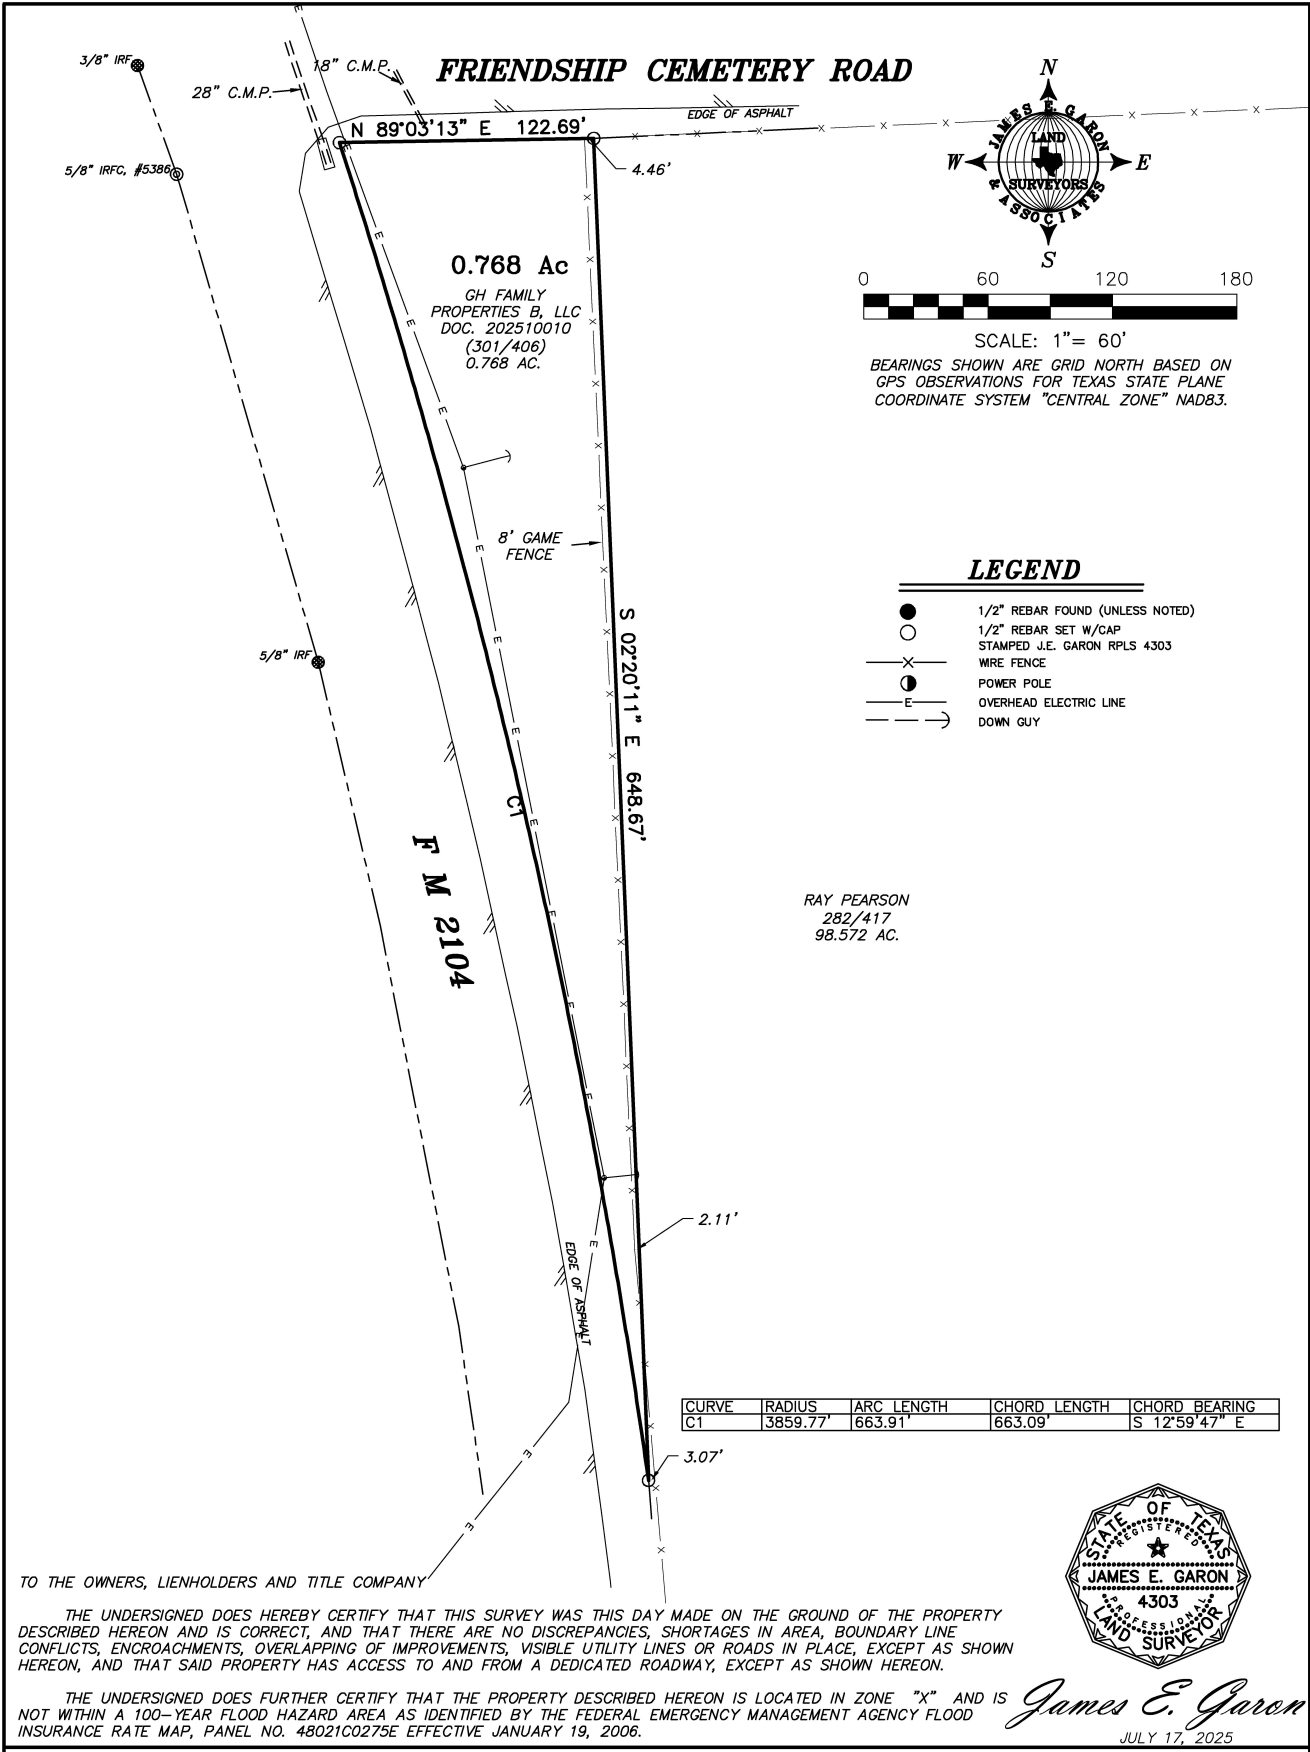 3/8" IRF
28" C.M.P.
18" C.M.P.
FRIENDSHIP CEMETERY ROAD
EDGE OF ASPHALT
N 89°03'13" E 122.69'
4.46'
5/8" IRFC, #5386
N
W
E
S
JAMES E. GARON
LAND
SURVEYORS
& ASSOCIATES
0.768 Ac
GH FAMILY
PROPERTIES B, LLC
DOC. 202510010
(301/406)
0.768 AC.
0 60 120 180
SCALE: 1"= 60'
BEARINGS SHOWN ARE GRID NORTH BASED ON
GPS OBSERVATIONS FOR TEXAS STATE PLANE
COORDINATE SYSTEM "CENTRAL ZONE" NAD83.
8' GAME
FENCE
LEGEND
1/2" REBAR FOUND (UNLESS NOTED)
1/2" REBAR SET W/CAP
STAMPED J.E. GARON RPLS 4303
WIRE FENCE
POWER POLE
OVERHEAD ELECTRIC LINE
DOWN GUY
5/8" IRF
S 02°20'11" E 648.67'
C1
F M 2104
RAY PEARSON
282/417
98.572 AC.
2.11'
EDGE OF ASPHALT
CURVE RADIUS ARC LENGTH CHORD LENGTH CHORD BEARING
C1 3859.77' 663.91' 663.09' S 12°59'47" E
3.07'
STATE OF TEXAS
REGISTERED
JAMES E. GARON
4303
PROFESSIONAL
LAND SURVEYOR
TO THE OWNERS, LIENHOLDERS AND TITLE COMPANY
THE UNDERSIGNED DOES HEREBY CERTIFY THAT THIS SURVEY WAS THIS DAY MADE ON THE GROUND OF THE PROPERTY
DESCRIBED HEREON AND IS CORRECT, AND THAT THERE ARE NO DISCREPANCIES, SHORTAGES IN AREA, BOUNDARY LINE
CONFLICTS, ENCROACHMENTS, OVERLAPPING OF IMPROVEMENTS, VISIBLE UTILITY LINES OR ROADS IN PLACE, EXCEPT AS SHOWN
HEREON, AND THAT SAID PROPERTY HAS ACCESS TO AND FROM A DEDICATED ROADWAY, EXCEPT AS SHOWN HEREON.
THE UNDERSIGNED DOES FURTHER CERTIFY THAT THE PROPERTY DESCRIBED HEREON IS LOCATED IN ZONE "X" AND IS
NOT WITHIN A 100-YEAR FLOOD HAZARD AREA AS IDENTIFIED BY THE FEDERAL EMERGENCY MANAGEMENT AGENCY FLOOD
INSURANCE RATE MAP, PANEL NO. 48021C0275E EFFECTIVE JANUARY 19, 2006.
James E. Garon
JULY 17, 2025